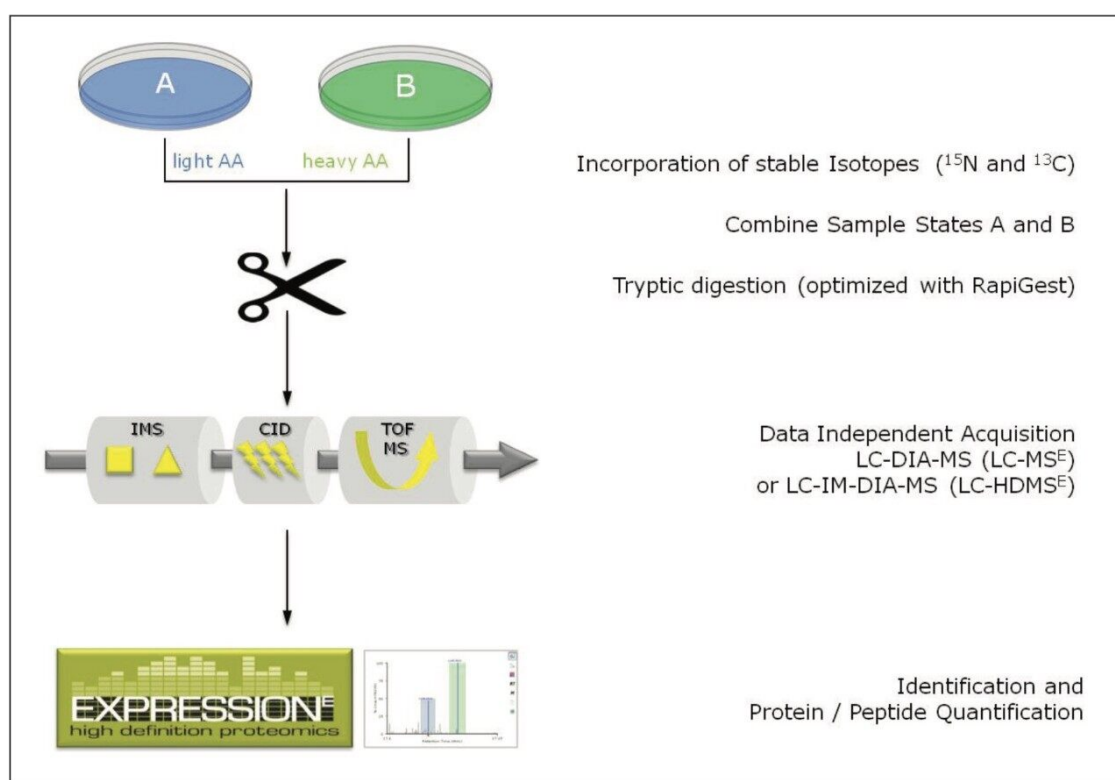 A
B
light AA
heavy AA
Incorporation of stable Isotopes (¹⁵N and ¹³C)
Combine Sample States A and B
Tryptic digestion (optimized with RapiGest)
IMS
CID
TOF
MS
Data Independent Acquisition
LC-DIA-MS (LC-MSᴱ)
or LC-IM-DIA-MS (LC-HDMSᴱ)
EXPRESSIONᴱ
high definition proteomics
Identification and
Protein / Peptide Quantification